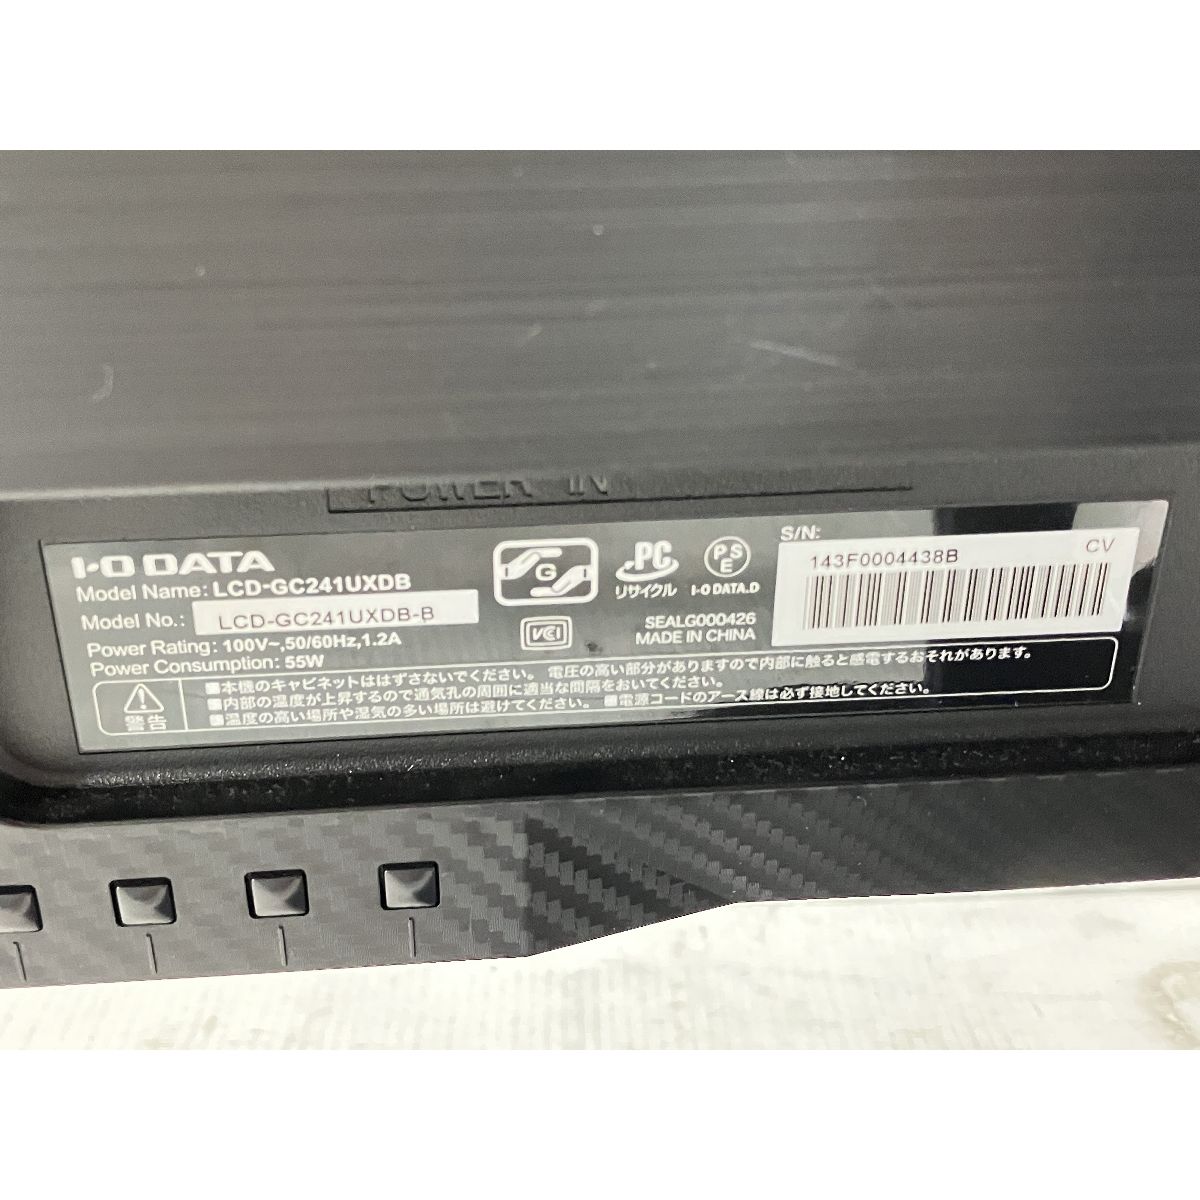 POWER IN
I-O DATA
Model Name: LCD-GC241UXDB
Model No.: LCD-GC241UXDB-B
Power Rating: 100V~,50/60Hz,1.2A
Power Consumption: 55W
G
VCI
PC
リサイクル
PSE
I-O DATA.D
SEALG000426
MADE IN CHINA
S/N:
143F0004438B
CV
警告
■本機のキャビネットははずさないでください。 電圧の高い部分がありますので内部に触ると感電するおそれがあります。
■内部の温度が上昇するので通気孔の周囲に適当な間隔をおいてください。
■温度の高い場所や湿気の多い場所は避けてください。 ■電源コードのアース線は必ず接地してください。